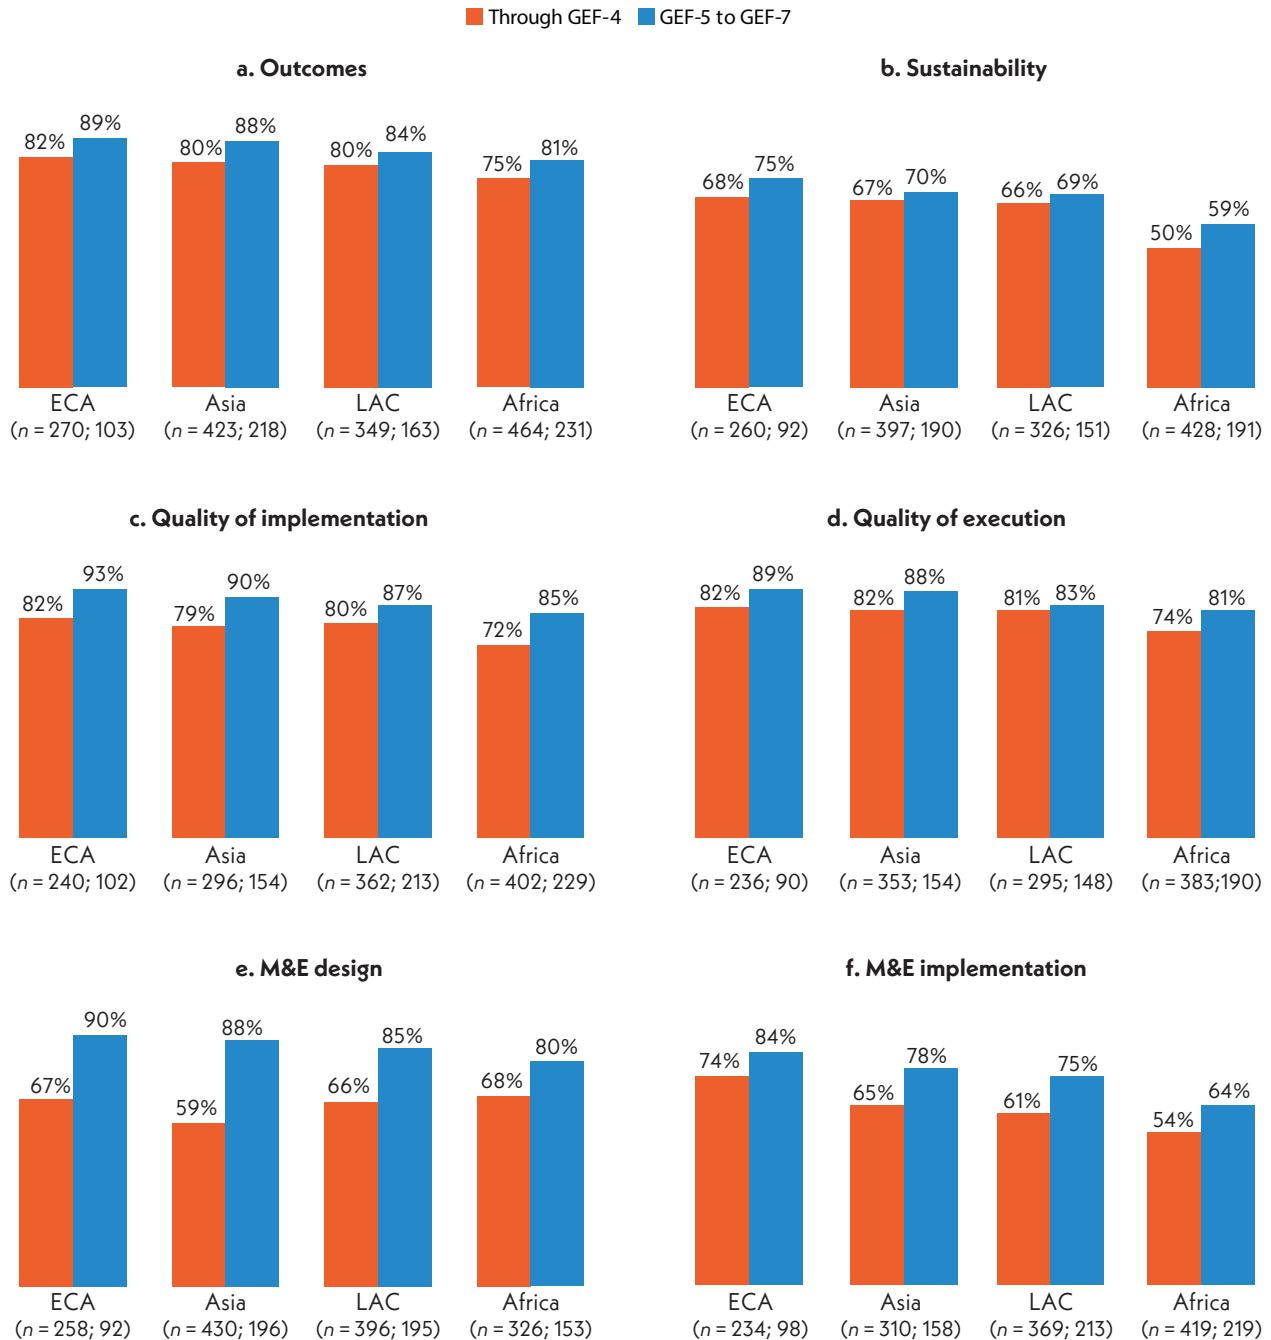 Through GEF-4 GEF-5 to GEF-7
a. Outcomes
82% 89% 80% 88% 80% 84% 75% 81%
ECA Asia LAC Africa
(n = 270; 103) (n = 423; 218) (n = 349; 163) (n = 464; 231)
b. Sustainability
68% 75% 67% 70% 66% 69% 50% 59%
ECA Asia LAC Africa
(n = 260; 92) (n = 397; 190) (n = 326; 151) (n = 428; 191)
c. Quality of implementation
82% 93% 79% 90% 80% 87% 72% 85%
ECA Asia LAC Africa
(n = 240; 102) (n = 296; 154) (n = 362; 213) (n = 402; 229)
d. Quality of execution
82% 89% 82% 88% 81% 83% 74% 81%
ECA Asia LAC Africa
(n = 236; 90) (n = 353; 154) (n = 295; 148) (n = 383;190)
e. M&E design
67% 90% 59% 88% 66% 85% 68% 80%
ECA Asia LAC Africa
(n = 258; 92) (n = 430; 196) (n = 396; 195) (n = 326; 153)
f. M&E implementation
74% 84% 65% 78% 61% 75% 54% 64%
ECA Asia LAC Africa
(n = 234; 98) (n = 310; 158) (n = 369; 213) (n = 419; 219)